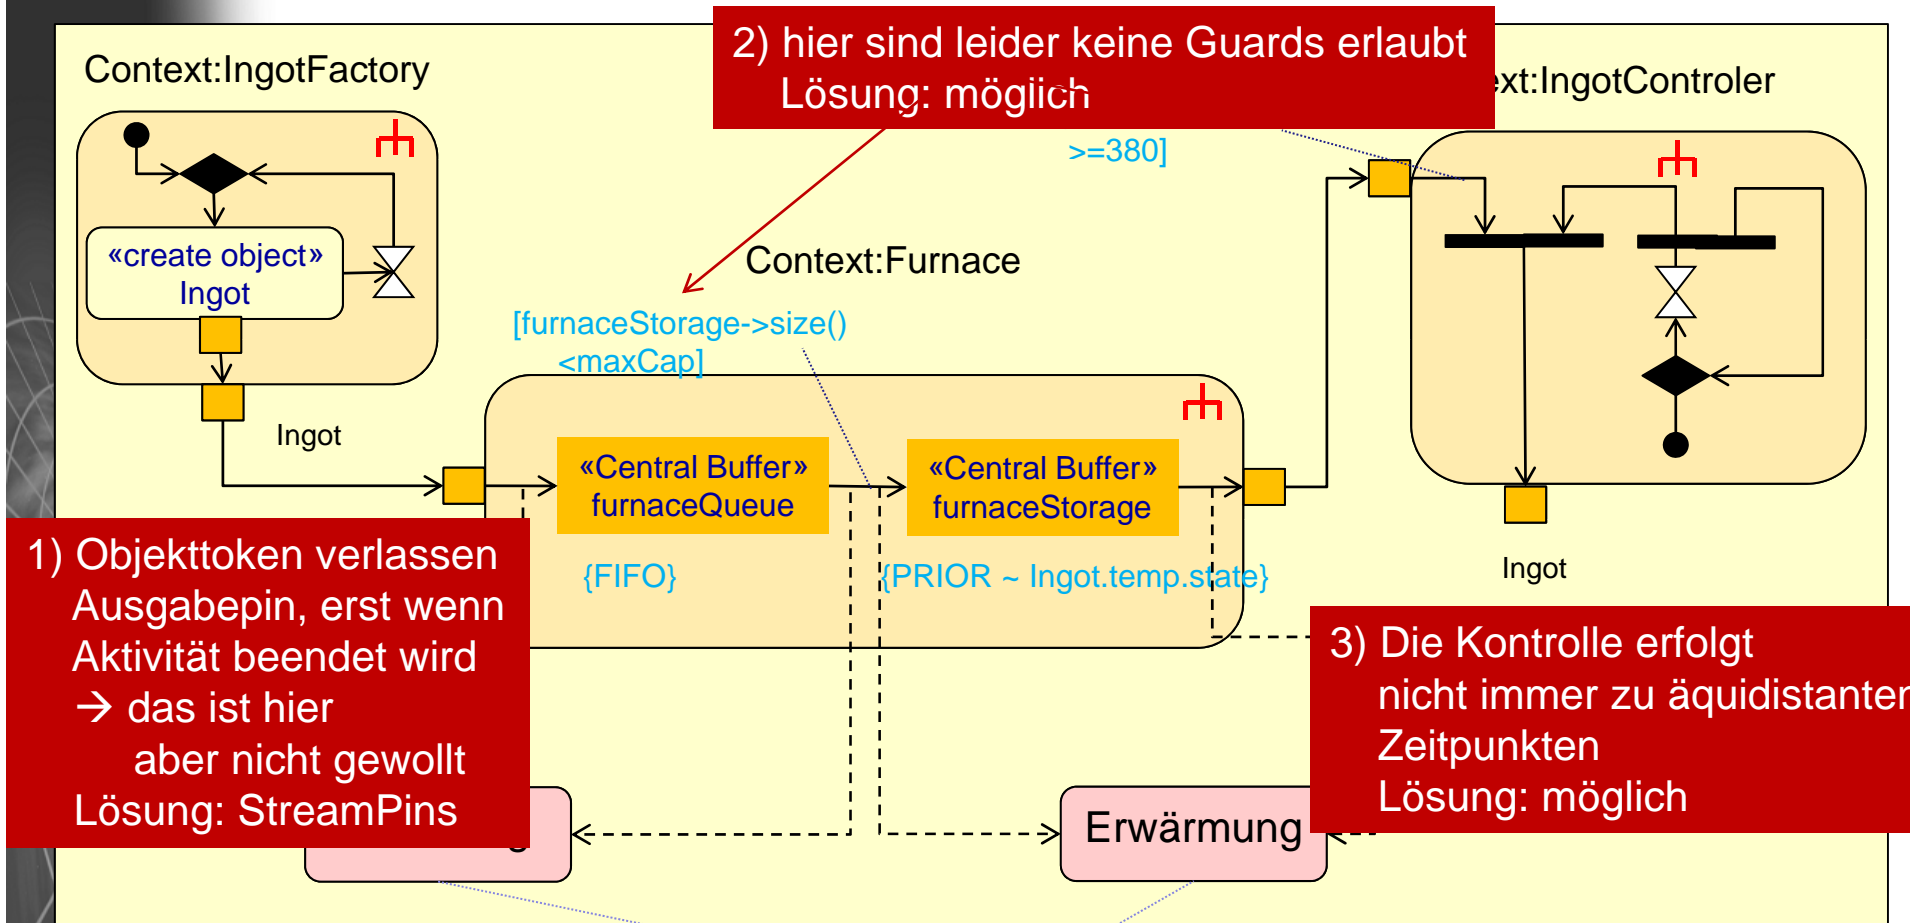 2) hier sind leider keine Guards erlaubt
Lösung: möglich
Context:IngotFactory
ext:IngotControler
>=380]
«create object»
Ingot
Context:Furnace
[furnaceStorage->size()
<maxCap]
Ingot
«Central Buffer»
furnaceQueue
«Central Buffer»
furnaceStorage
{FIFO}
{PRIOR ~ Ingot.temp.state}
Ingot
1) Objekttoken verlassen
Ausgabepin, erst wenn
Aktivität beendet wird
→ das ist hier
aber nicht gewollt
Lösung: StreamPins
3) Die Kontrolle erfolgt
nicht immer zu äquidistanten
Zeitpunkten
Lösung: möglich
Erwärmung